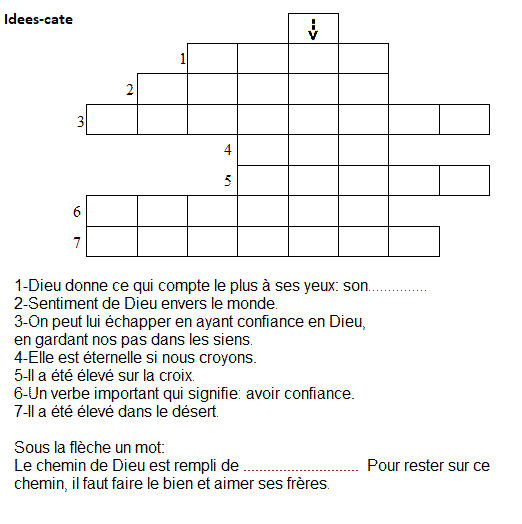 Idees-cate
1
2
3
4
5
6
7
1-Dieu donne ce qui compte le plus à ses yeux: son...............
2-Sentiment de Dieu envers le monde.
3-On peut lui échapper en ayant confiance en Dieu,
en gardant nos pas dans les siens.
4-Elle est éternelle si nous croyons.
5-Il a été élevé sur la croix.
6-Un verbe important qui signifie: avoir confiance.
7-Il a été élevé dans le désert.
Sous la flèche un mot:
Le chemin de Dieu est rempli de ............................. Pour rester sur ce
chemin, il faut faire le bien et aimer ses frères.